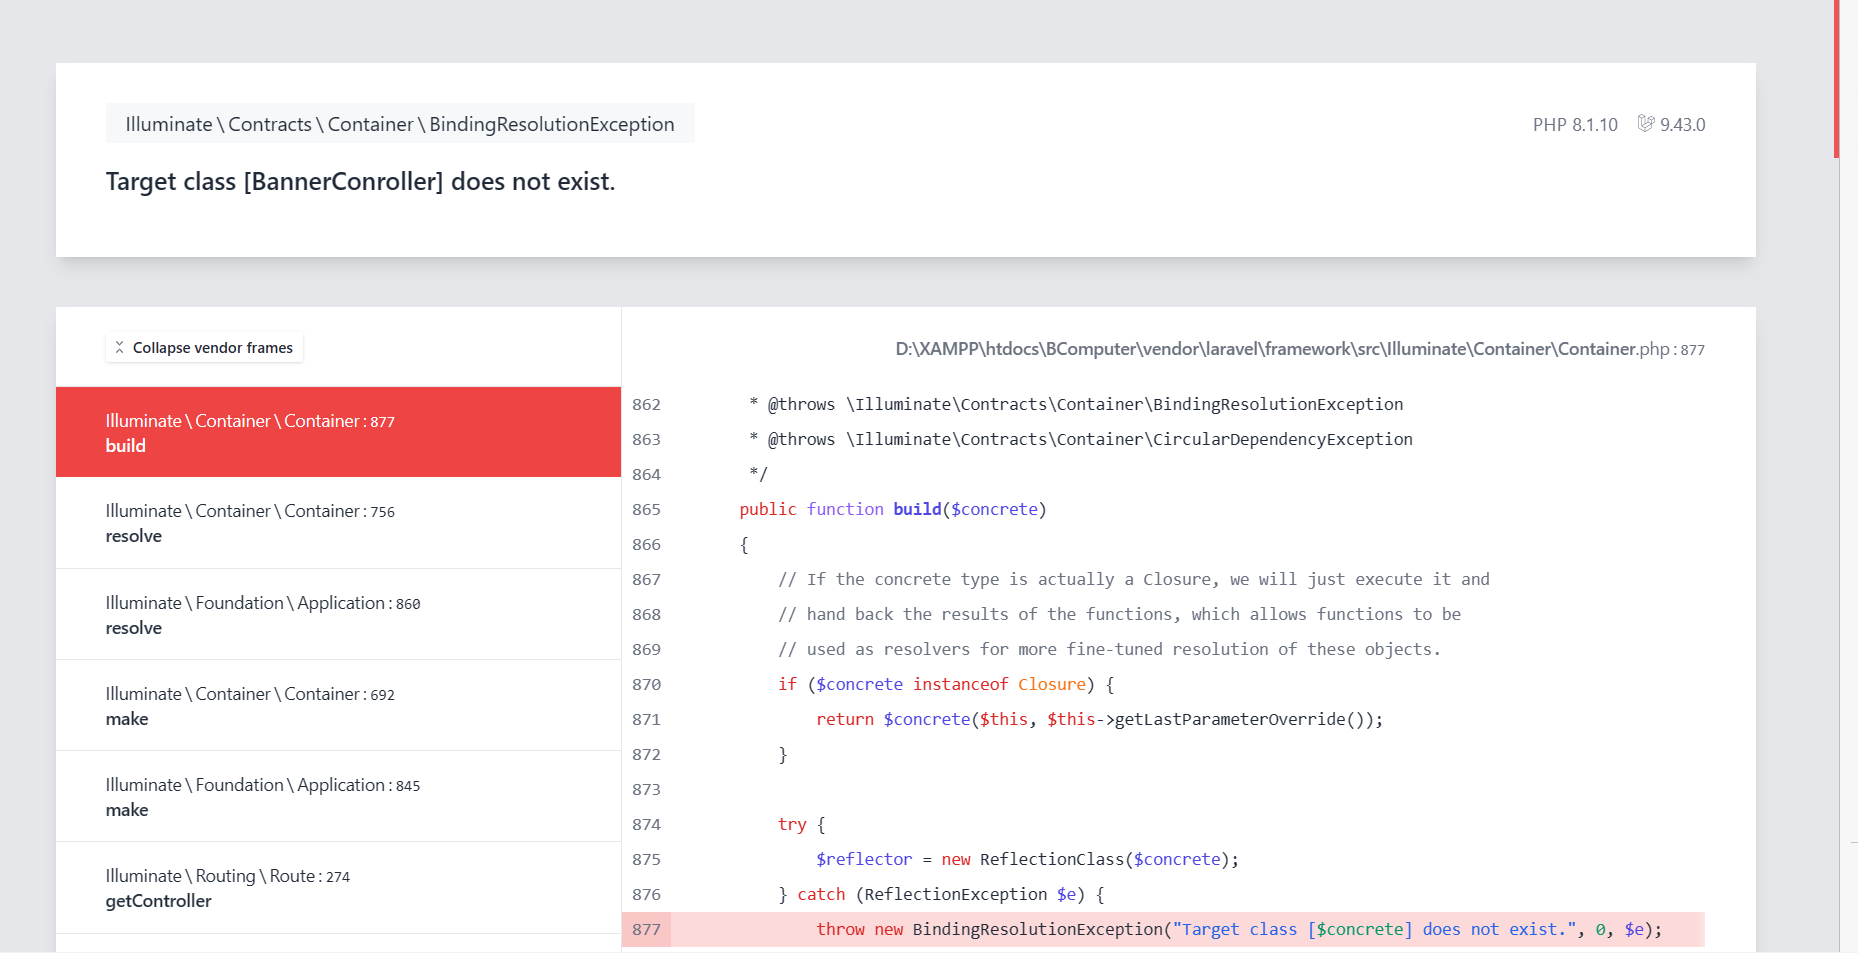 Illuminate \ Contracts \ Container \ BindingResolutionException
PHP 8.1.10 9.43.0
Target class [BannerConroller] does not exist.
Collapse vendor frames
Illuminate \ Container \ Container : 877
build
Illuminate \ Container \ Container : 756
resolve
Illuminate \ Foundation \ Application : 860
resolve
Illuminate \ Container \ Container : 692
make
Illuminate \ Foundation \ Application : 845
make
Illuminate \ Routing \ Route : 274
getController
D:\XAMPP\htdocs\BComputer\vendor\laravel\framework\src\Illuminate\Container\Container.php : 877
862 * @throws \Illuminate\Contracts\Container\BindingResolutionException
863 * @throws \Illuminate\Contracts\Container\CircularDependencyException
864 */
865 public function build($concrete)
866 {
867 // If the concrete type is actually a Closure, we will just execute it and
868 // hand back the results of the functions, which allows functions to be
869 // used as resolvers for more fine-tuned resolution of these objects.
870 if ($concrete instanceof Closure) {
871 return $concrete($this, $this->getLastParameterOverride());
872 }
873
874 try {
875 $reflector = new ReflectionClass($concrete);
876 } catch (ReflectionException $e) {
877 throw new BindingResolutionException("Target class [$concrete] does not exist.", 0, $e);